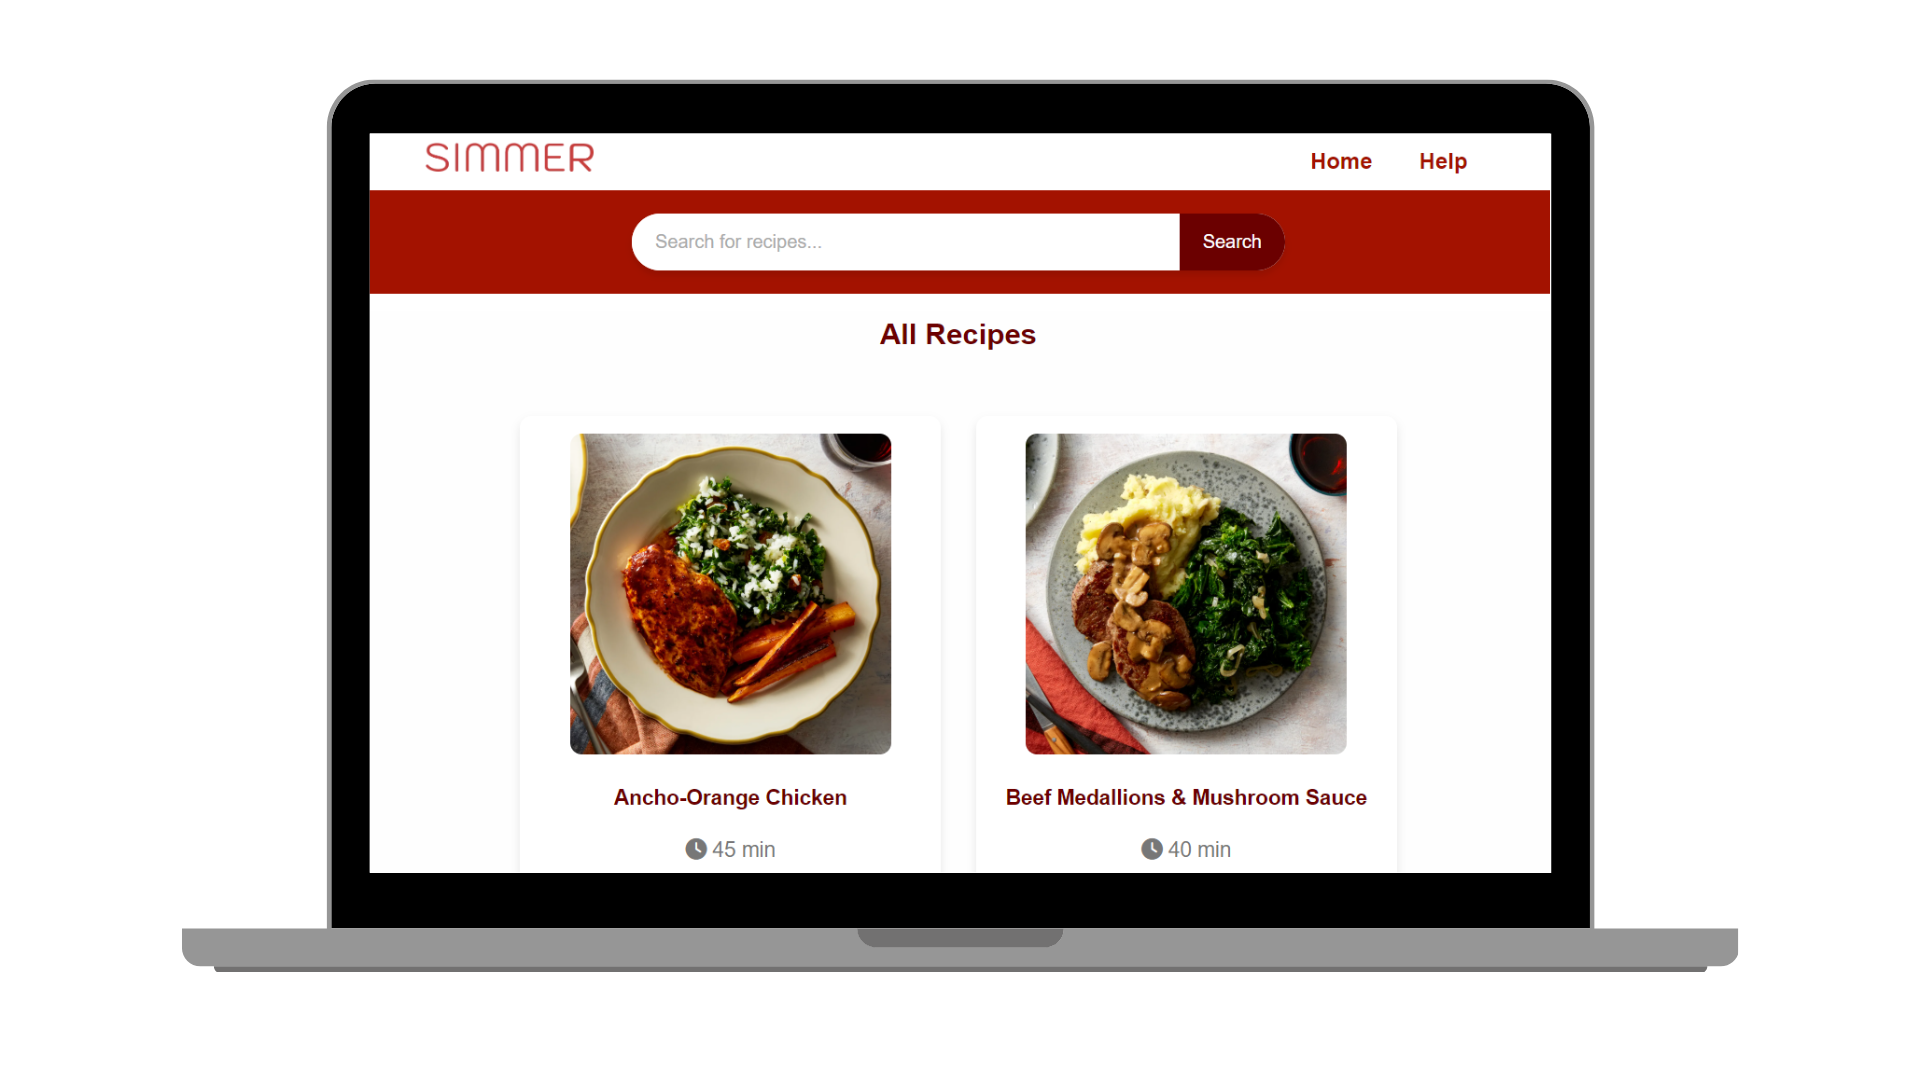 SIMMER
Home Help
Search for recipes... Search
All Recipes
Ancho-Orange Chicken
45 min
Beef Medallions & Mushroom Sauce
40 min